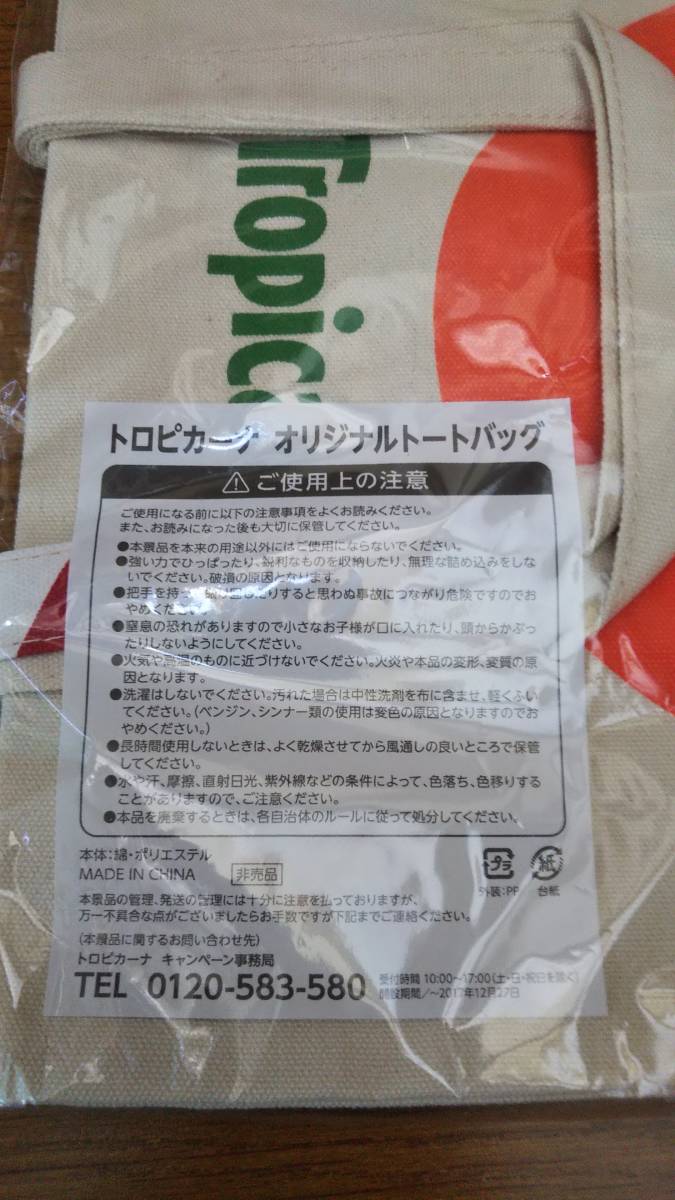 Tropic
トロピカーナ オリジナルトートバッグ
ご使用上の注意
ご使用になる前に以下の注意事項をよくお読みください。
また、お読みになった後も大切に保管してください。
●本景品を本来の用途以外にはご使用にならないでください。
●強い力でひっぱったり、鋭利なものを収納したり、無理な詰め込みをしな
いでください。破損の原因となります。
●把手を持って振り回したりすると思わぬ事故につながり危険ですのでお
やめください。
●窒息の恐れがありますので小さなお子様が口に入れたり、頭からかぶっ
たりしないようにしてください。
●火気や高温のものに近づけないでください。火炎や本品の変形、変質の原
因となります。
●洗濯はしないでください。汚れた場合は中性洗剤を布に含ませ、軽くふい
てください。(ベンジン、シンナー類の使用は変色の原因となりますのでお
やめください。)
●長時間使用しないときは、よく乾燥させてから風通しの良いところで保管
してください。
●水や汗、摩擦、直射日光、紫外線などの条件によって、色落ち、色移りする
ことがありますので、ご注意ください。
●本品を廃棄するときは、各自治体のルールに従って処分してください。
本体:綿・ポリエステル
MADE IN CHINA 非売品
プラ 紙
外装:PP 台紙
本景品の管理、発送の管理には十分に注意を払っておりますが、
万一不具合な点がございましたらお手数ですが下記までご連絡ください。
(本景品に関するお問い合わせ先)
トロピカーナ キャンペーン事務局
TEL 0120-583-580 受付時間 10:00〜17:00(土・日・祝日を除く)
開設期間/〜2017年12月27日